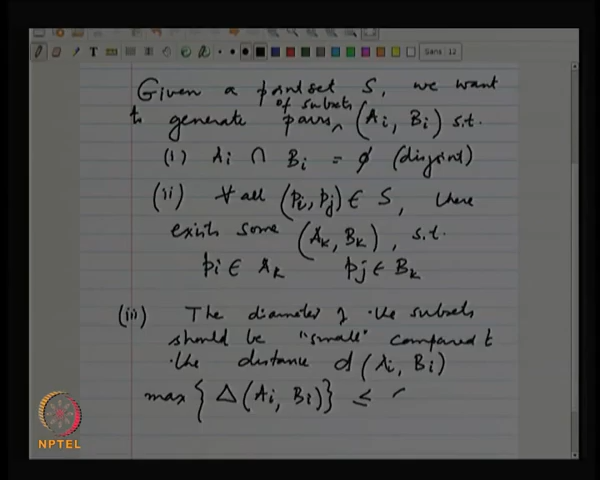 Sans 12
Given a pointset S, we want
of subsets
to generate pairs ^ (Ai, Bi) s.t.
(i) Ai ∩ Bi = ϕ (disjoint)
(ii) ∀ all (pi, pj) ∈ S, there
exists some (Ak, Bk), s.t.
pi ∈ Ak pj ∈ Bk
(iii) The diameter of the subsets
should be "small" compared to
the distance d(Ai, Bi)
max { Δ(Ai, Bi)} ≤
NPTEL